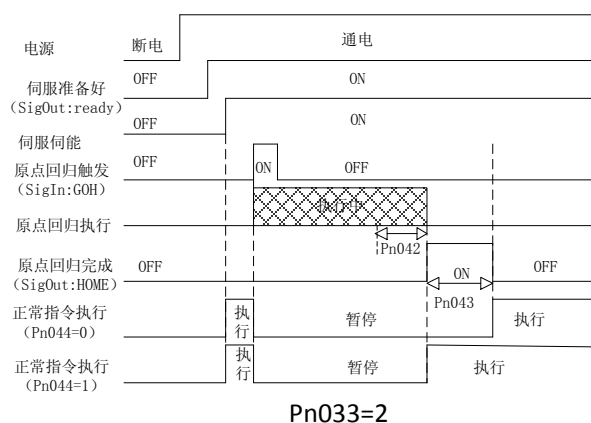 电源 断电 通电
伺服准备好 OFF ON
(SigOut:ready)
伺服伺能 OFF ON
原点回归触发 OFF ON OFF
(SigIn:GOH)
原点回归执行 执行中
Pn042
原点回归完成 OFF ON OFF
(SigOut:HOME)
Pn043
正常指令执行 执行 暂停 执行
(Pn044=0)
正常指令执行 执行 暂停 执行
(Pn044=1)
Pn033=2